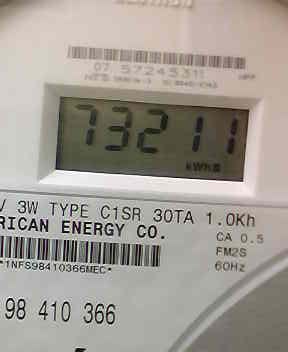 07 57245311
73211
kWh
V 3W TYPE C1SR 30TA 1.0Kh
RICAN ENERGY CO.
CA 0.5
FM2S
60Hz
*1NFS98410366MEC*
98 410 366